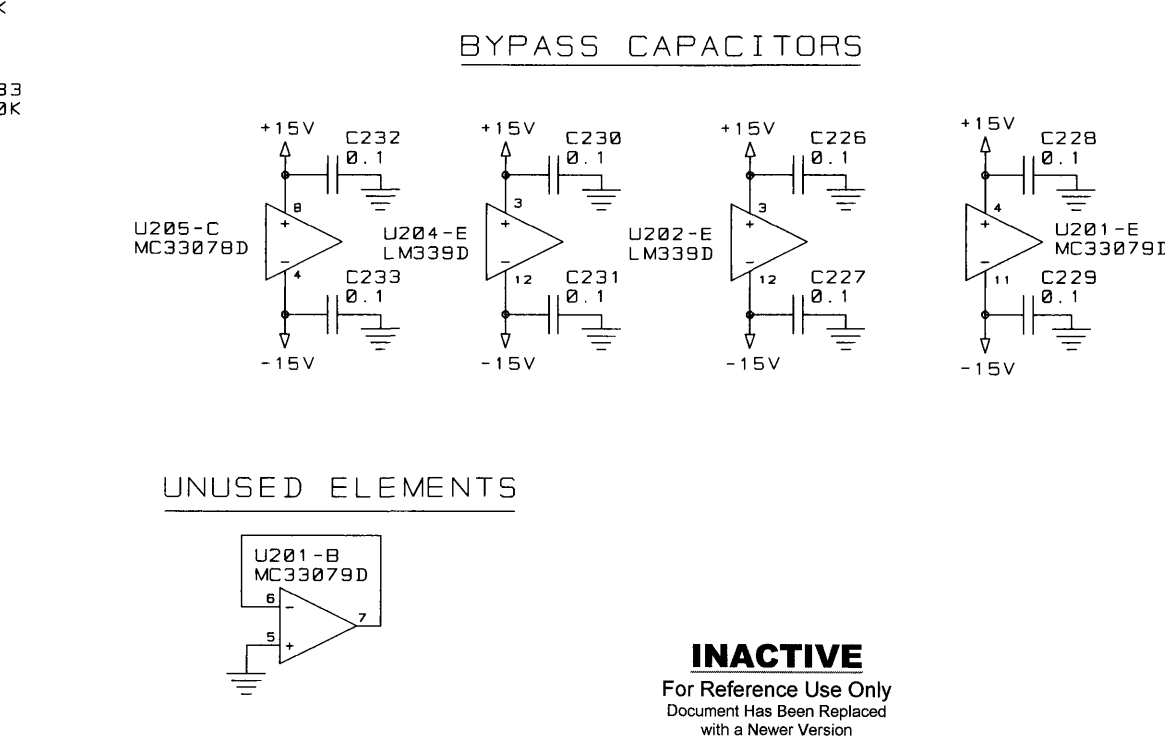 K
BYPASS CAPACITORS
33
0K
+15V
C232
0.1
8
+
U205-C
MC33078D
-
4
C233
0.1
-15V
+15V
C230
0.1
3
+
U204-E
LM339D
-
12
C231
0.1
-15V
+15V
C226
0.1
3
+
U202-E
LM339D
-
12
C227
0.1
-15V
+15V
C228
0.1
4
+
U201-E
MC33079D
-
11
C229
0.1
-15V
UNUSED ELEMENTS
U201-B
MC33079D
6
-
7
5
+
INACTIVE
For Reference Use Only
Document Has Been Replaced
with a Newer Version